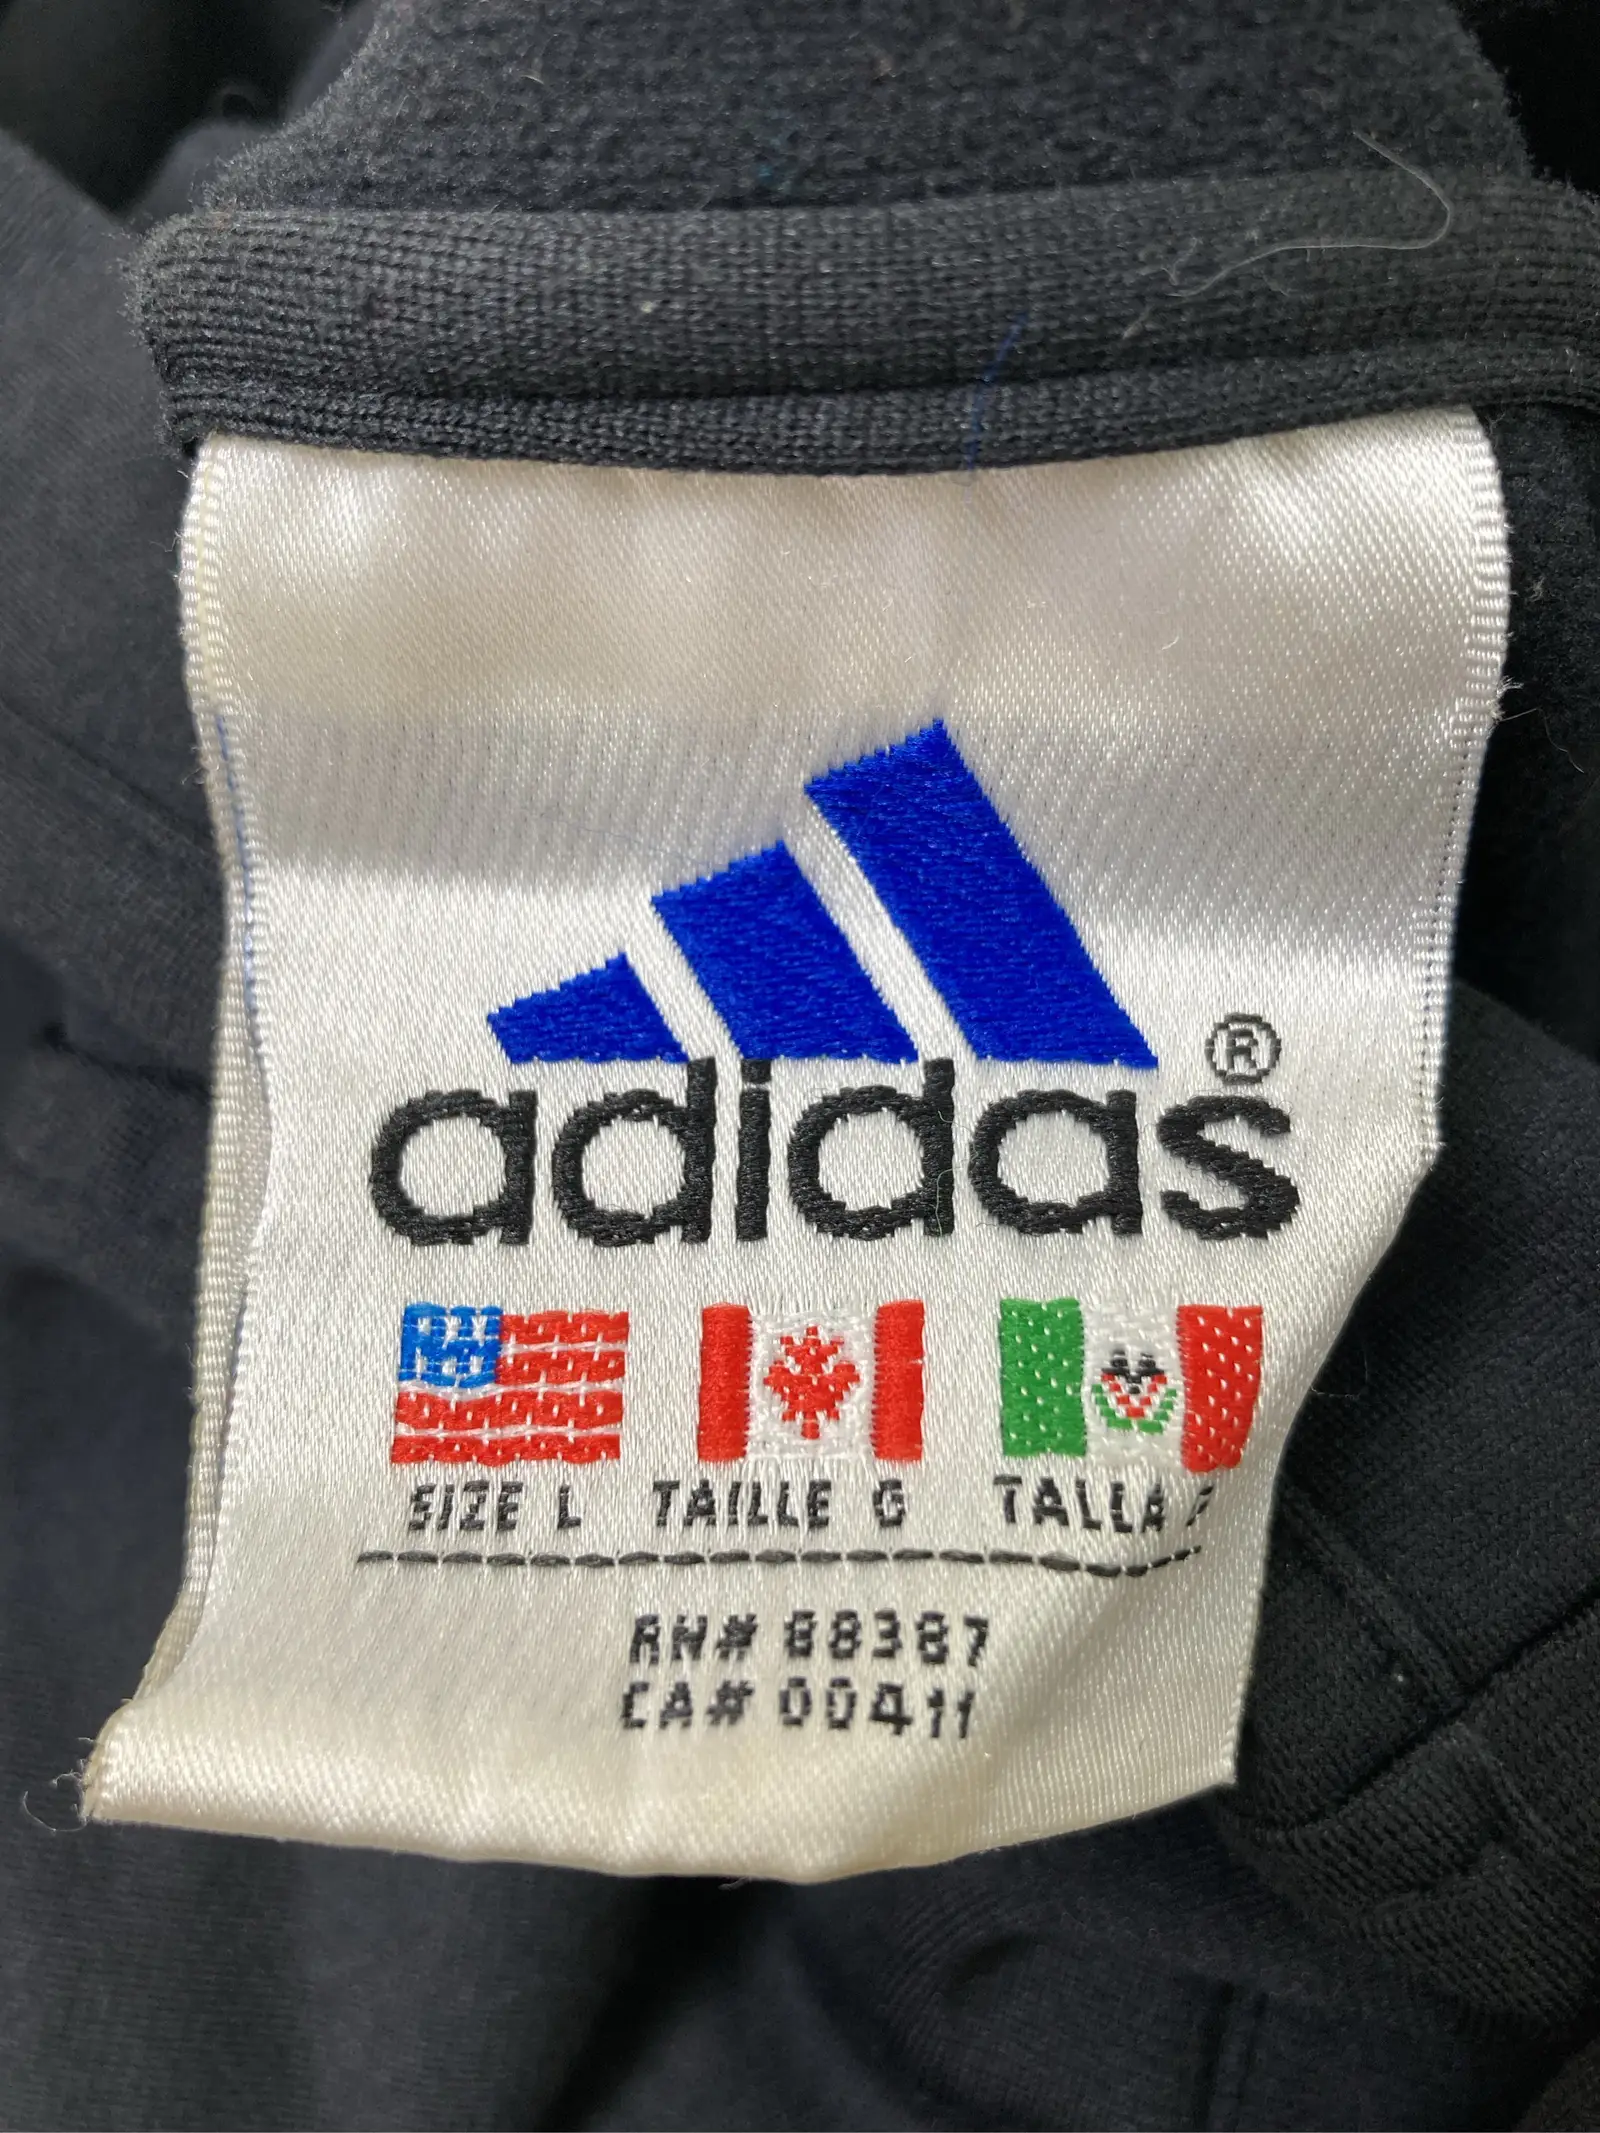 adidas®
SIZE L TAILLE G TALLA
RN# 88387
CA# 00411